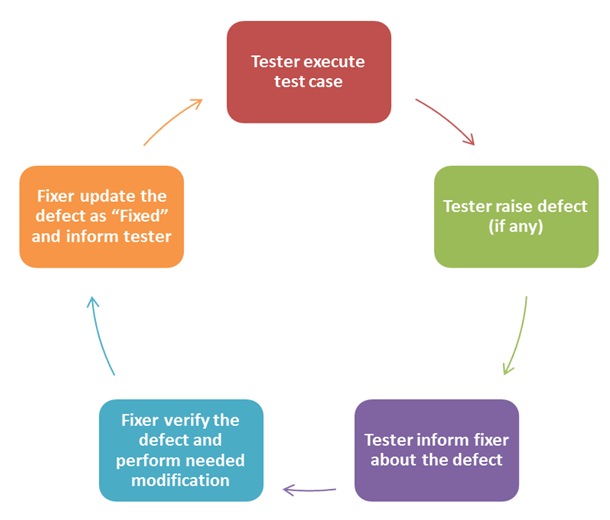 Tester execute
test case
Tester raise defect
(if any)
Tester inform fixer
about the defect
Fixer verify the
defect and
perform needed
modification
Fixer update the
defect as “Fixed”
and inform tester